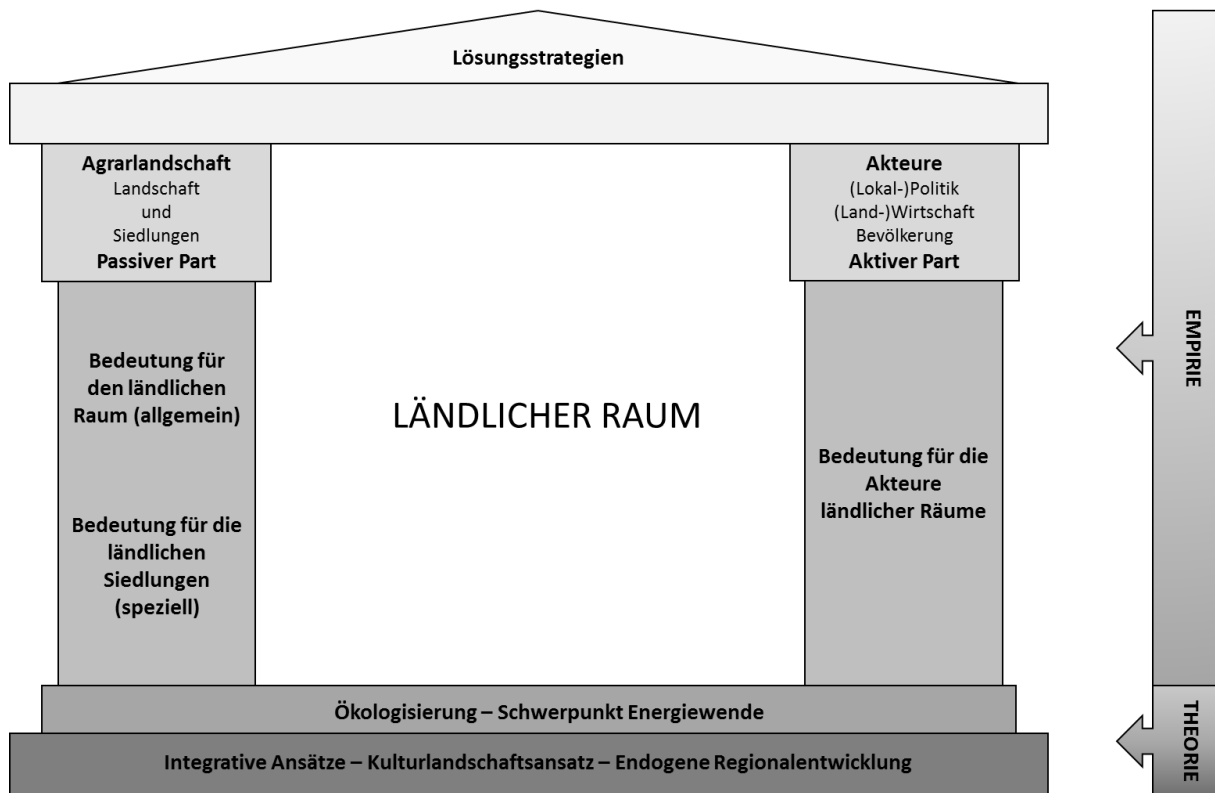 Lösungsstrategien
Agrarlandschaft
Landschaft
und
Siedlungen
Passiver Part
Akteure
(Lokal-)Politik
(Land-)Wirtschaft
Bevölkerung
Aktiver Part
Bedeutung für
den ländlichen
Raum (allgemein)
Bedeutung für die
ländlichen
Siedlungen
(speziell)
LÄNDLICHER RAUM
Bedeutung für die
Akteure
ländlicher Räume
EMPIRIE
Ökologisierung – Schwerpunkt Energiewende
Integrative Ansätze – Kulturlandschaftsansatz – Endogene Regionalentwicklung
THEORIE